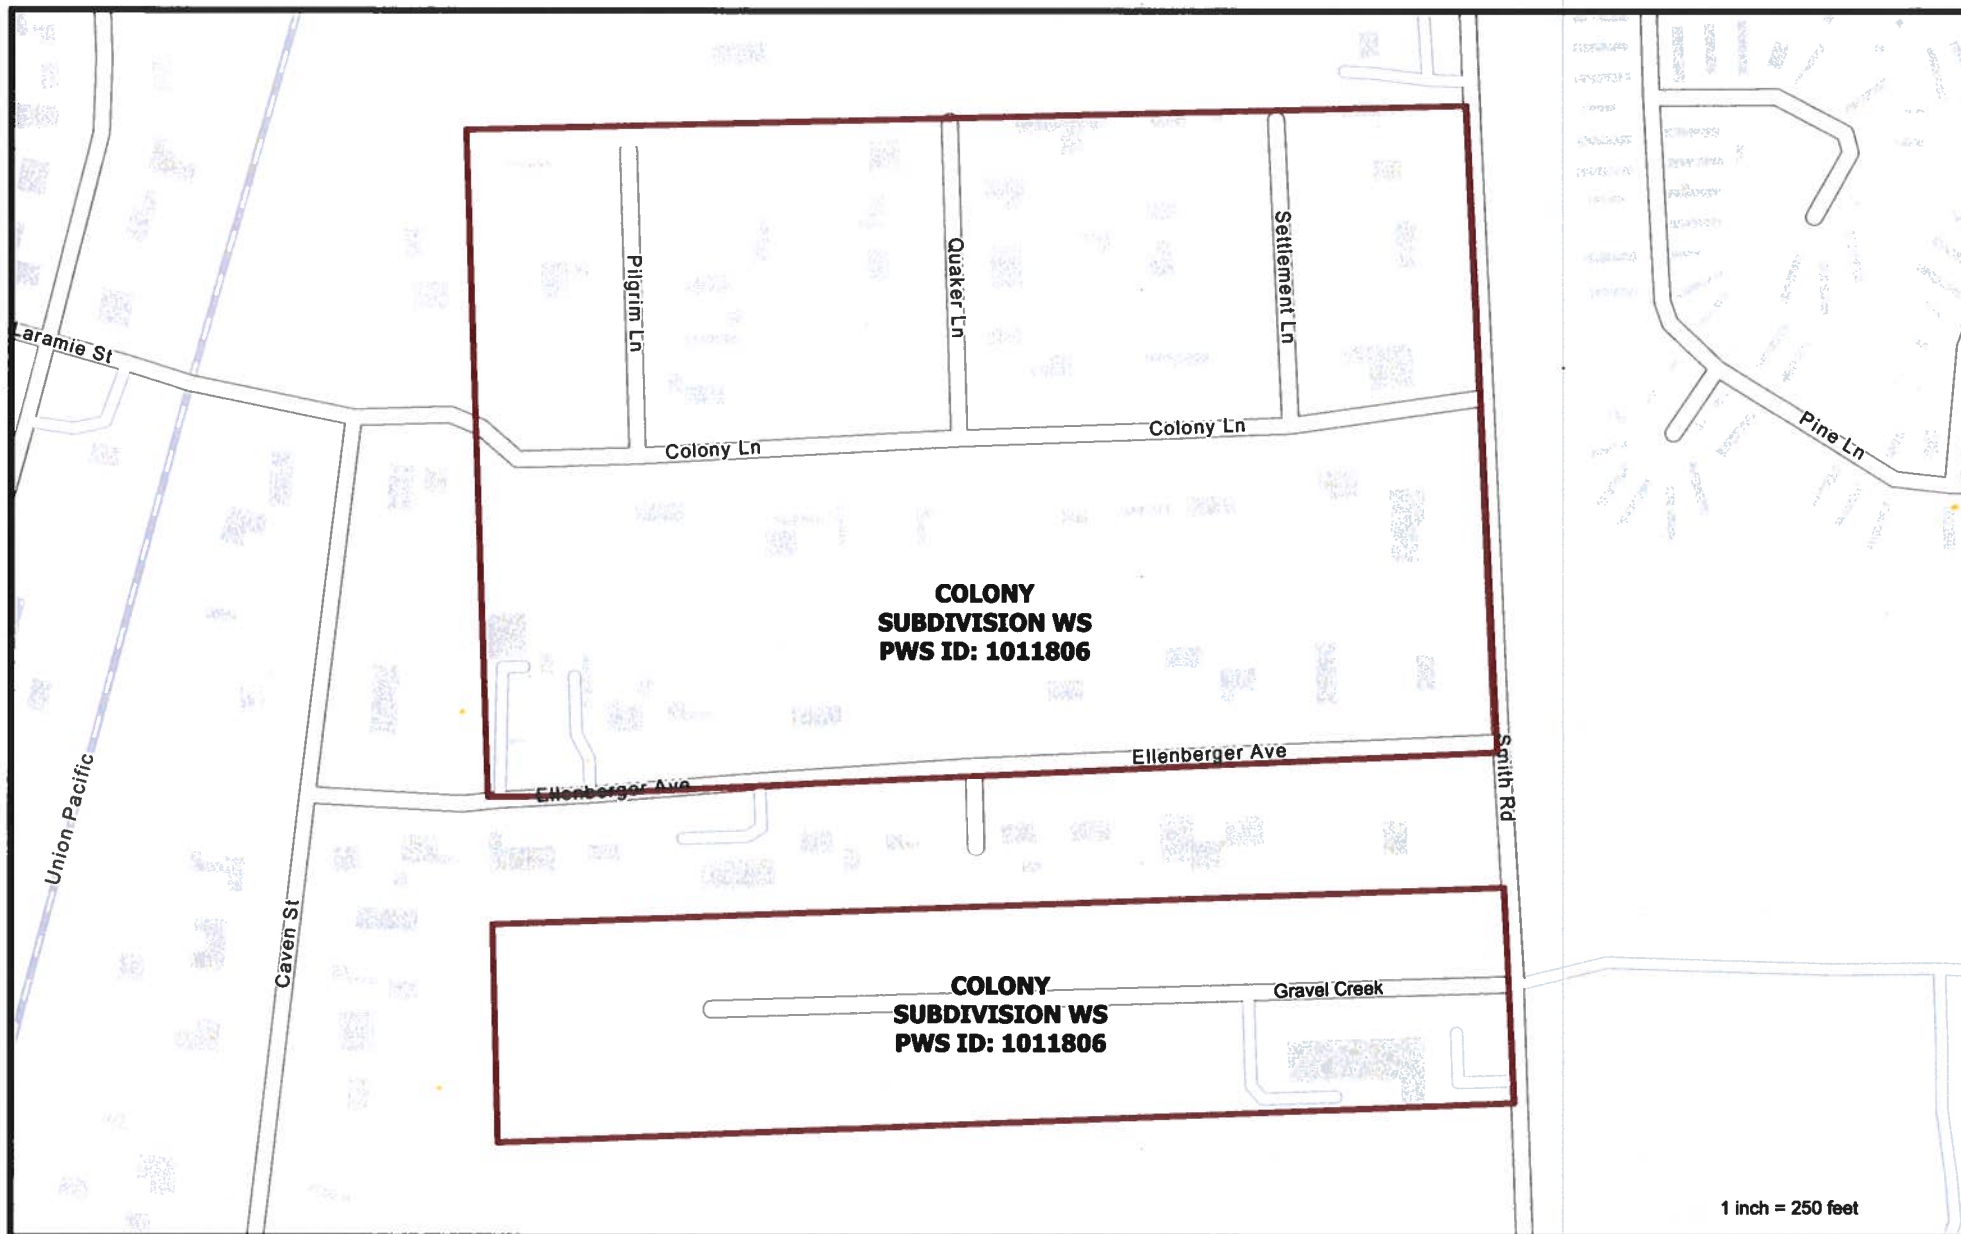 Pilgrim Ln
Quaker Ln
Settlement Ln
Laramie St
Colony Ln
Colony Ln
Pine Ln
COLONY
SUBDIVISION WS
PWS ID: 1011806
Ellenberger Ave
Ellenberger Ave
Smith Rd
Union Pacific
Caven St
COLONY
SUBDIVISION WS
PWS ID: 1011806
Gravel Creek
1 inch = 250 feet